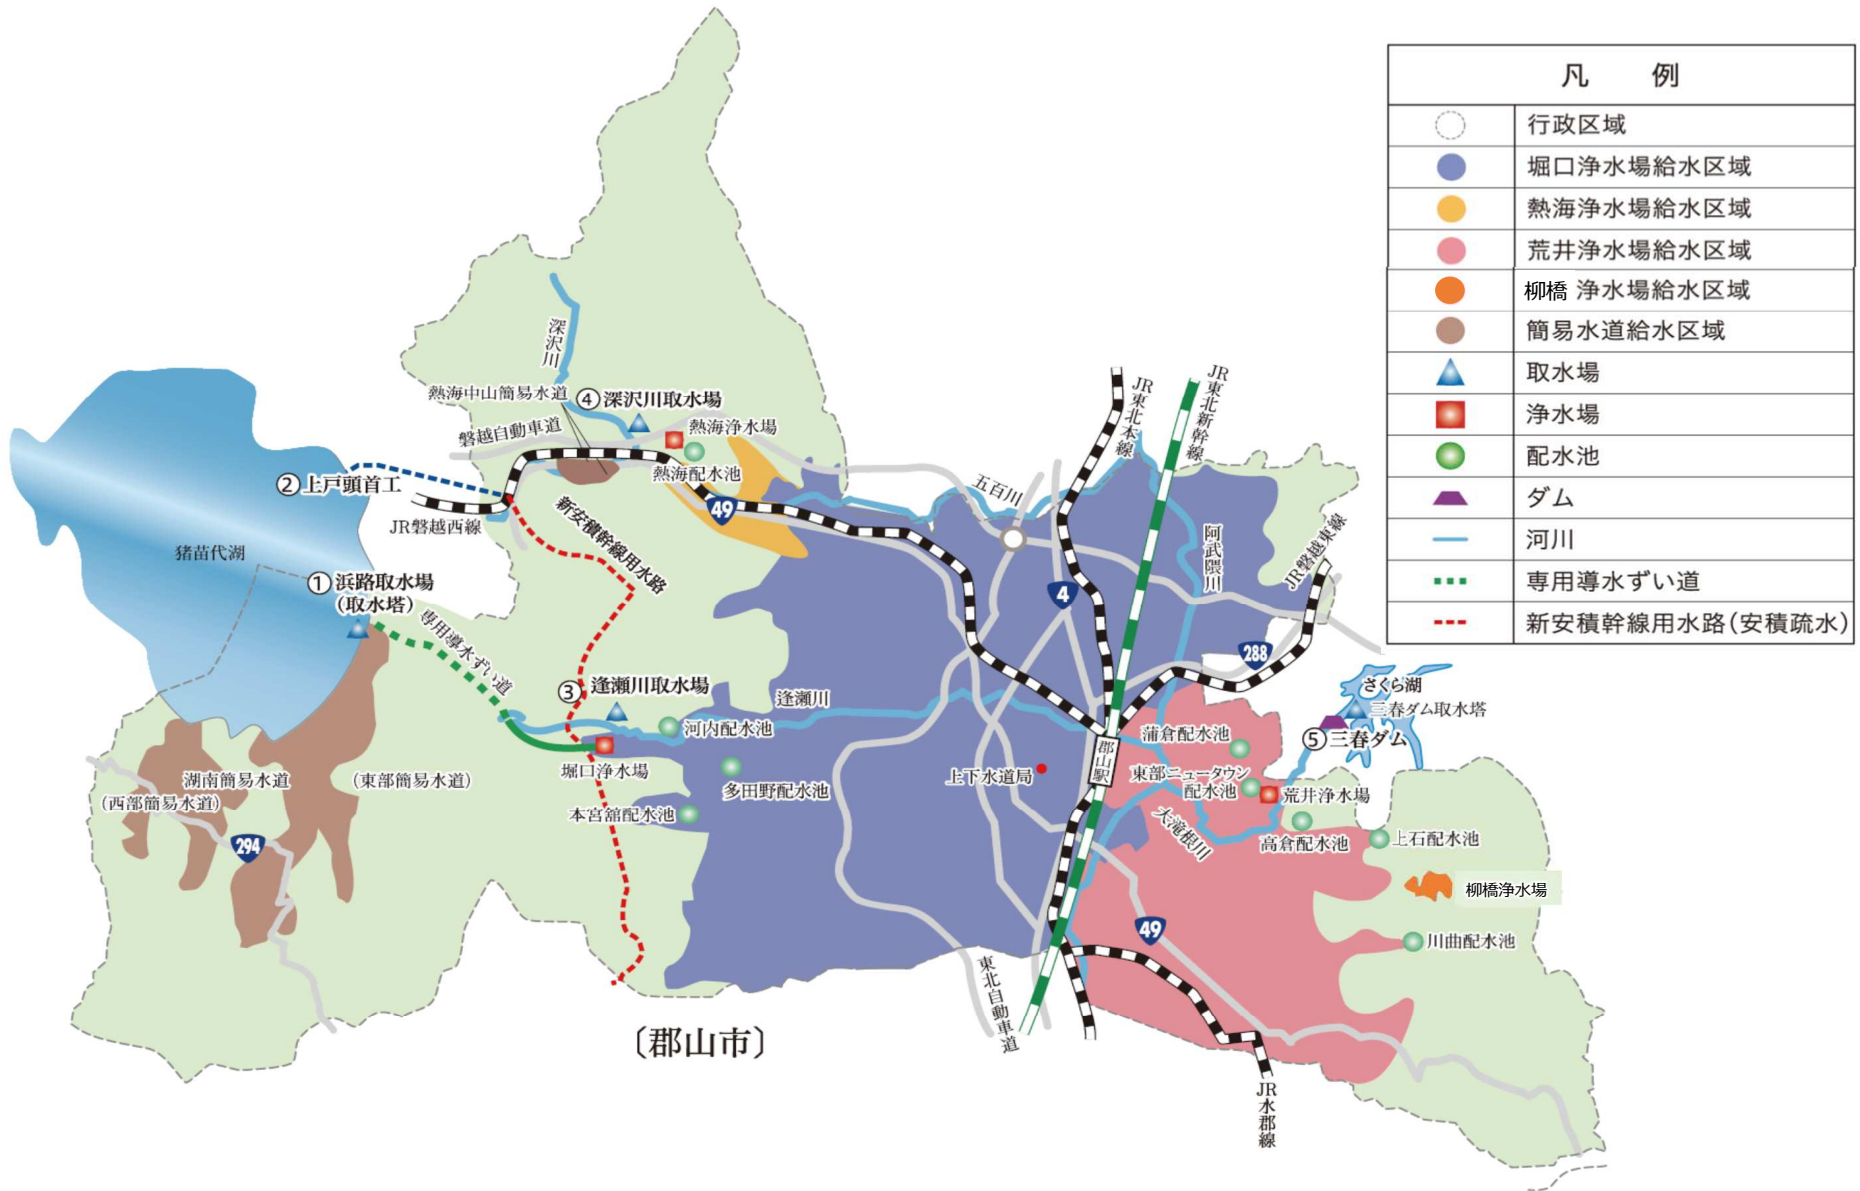 凡　例
行政区域
堀口浄水場給水区域
熱海浄水場給水区域
荒井浄水場給水区域
柳橋 浄水場給水区域
簡易水道給水区域
取水場
浄水場
配水池
ダム
河川
専用導水ずい道
新安積幹線用水路(安積疏水)
深沢川
熱海中山簡易水道
④深沢川取水場
磐越自動車道
熱海浄水場
熱海配水池
②上戸頭首工
JR磐越西線
49
新安積幹線用水路
猪苗代湖
①浜路取水場
(取水塔)
専用導水ずい道
五百川
JR東北本線
JR東北新幹線
阿武隈川
JR磐越東線
4
288
③逢瀬川取水場
逢瀬川
河内配水池
堀口浄水場
多田野配水池
本宮舘配水池
上下水道局
郡山駅
さくら湖
三春ダム取水塔
⑤三春ダム
蒲倉配水池
東部ニュータウン
配水池
荒井浄水場
大滝根川
高倉配水池
上石配水池
柳橋浄水場
川曲配水池
湖南簡易水道
(西部簡易水道)
(東部簡易水道)
294
49
東北自動車道
JR水郡線
〔郡山市〕